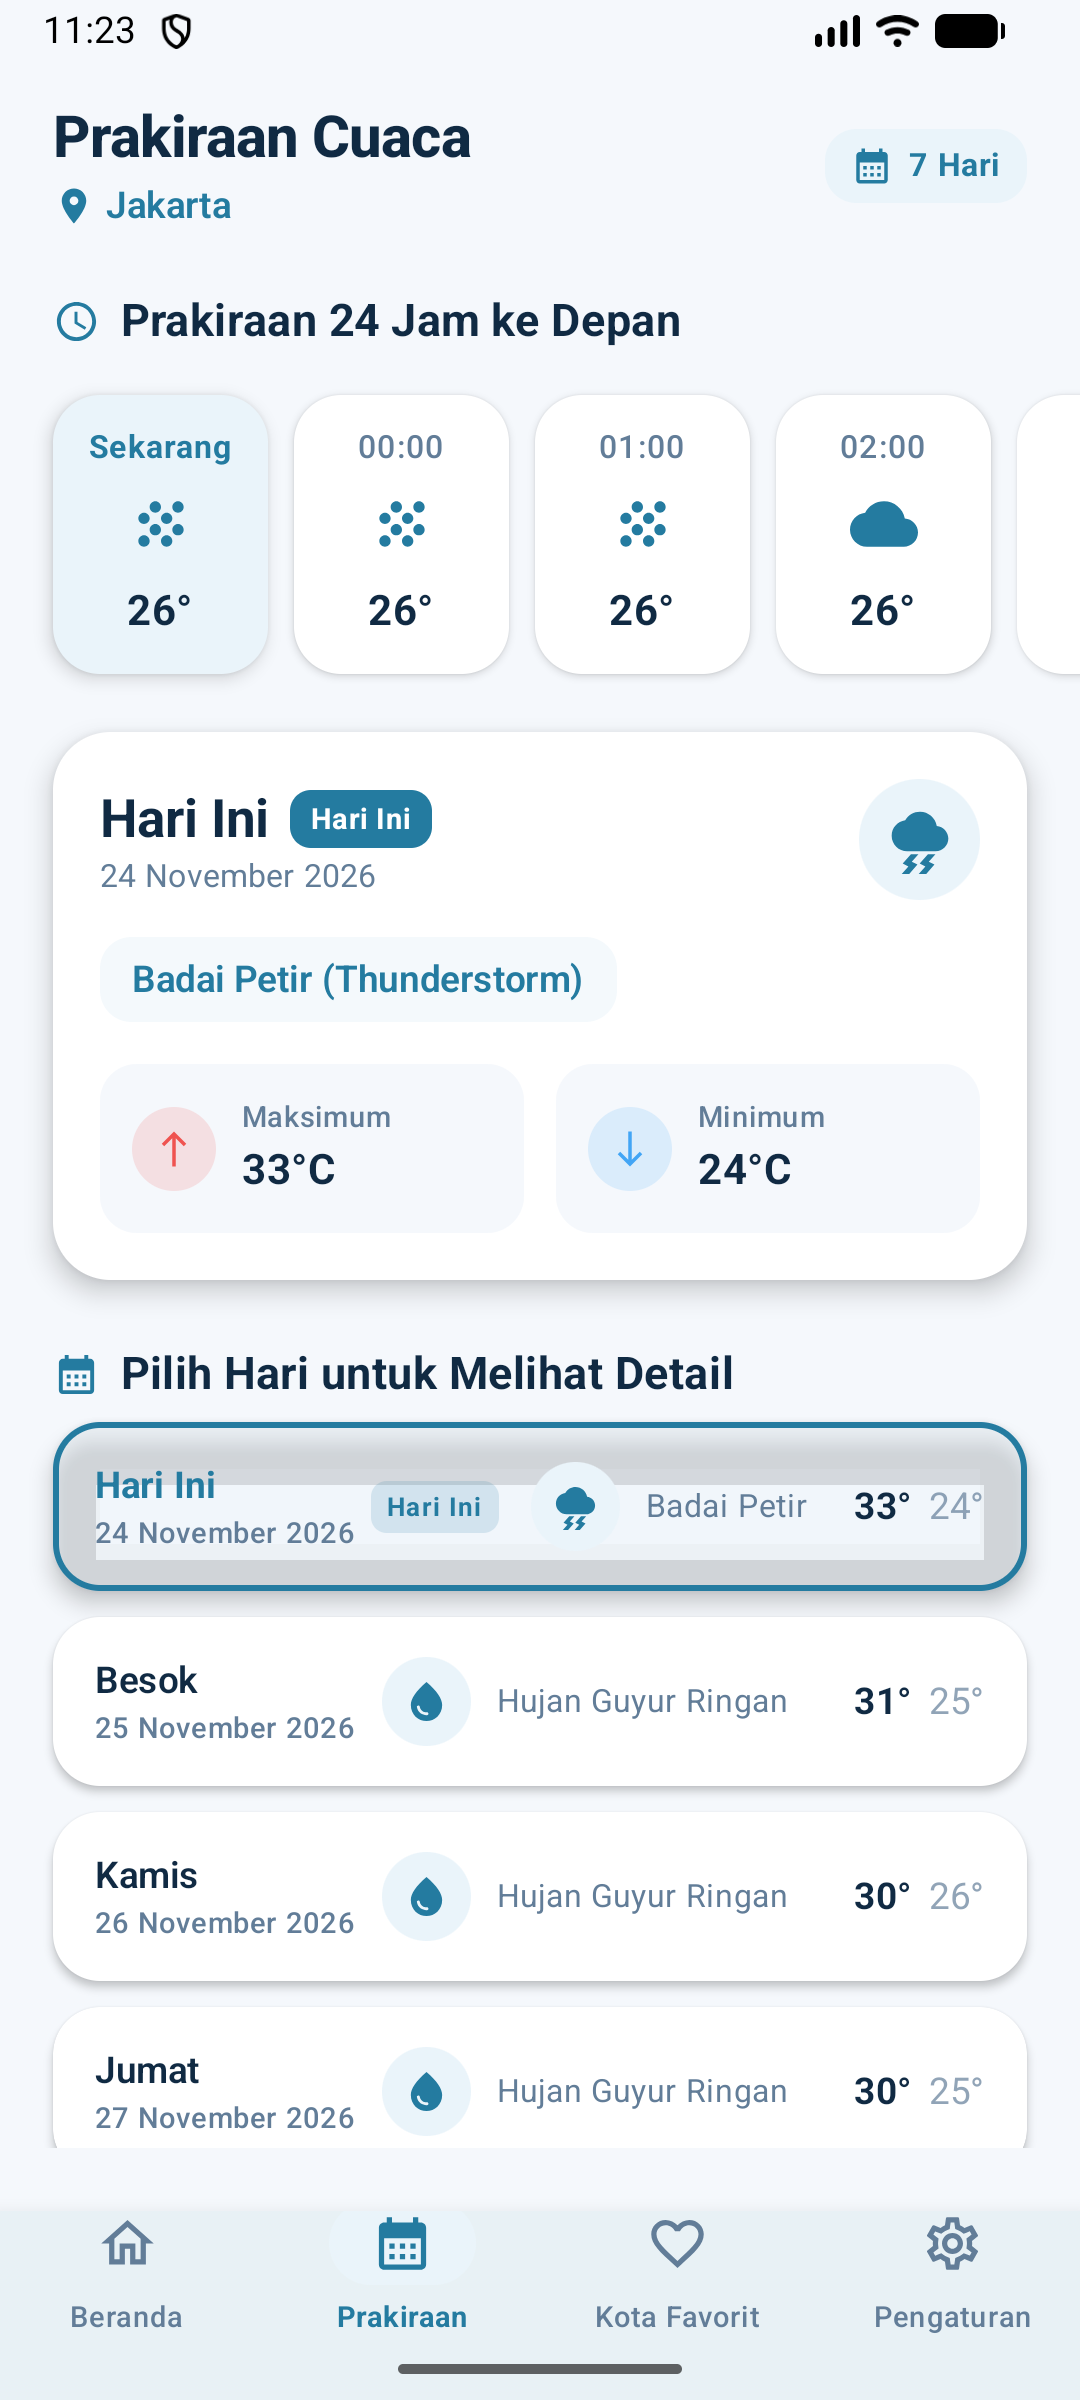 11:23
Prakiraan Cuaca
Jakarta
7 Hari
Prakiraan 24 Jam ke Depan
Sekarang
26°
00:00
26°
01:00
26°
02:00
26°
Hari Ini
Hari Ini
24 November 2026
Badai Petir (Thunderstorm)
Maksimum
33°C
Minimum
24°C
Pilih Hari untuk Melihat Detail
Hari Ini
24 November 2026
Hari Ini
Badai Petir
33° 24°
Besok
25 November 2026
Hujan Guyur Ringan
31° 25°
Kamis
26 November 2026
Hujan Guyur Ringan
30° 26°
Jumat
27 November 2026
Hujan Guyur Ringan
30° 25°
Beranda
Prakiraan
Kota Favorit
Pengaturan